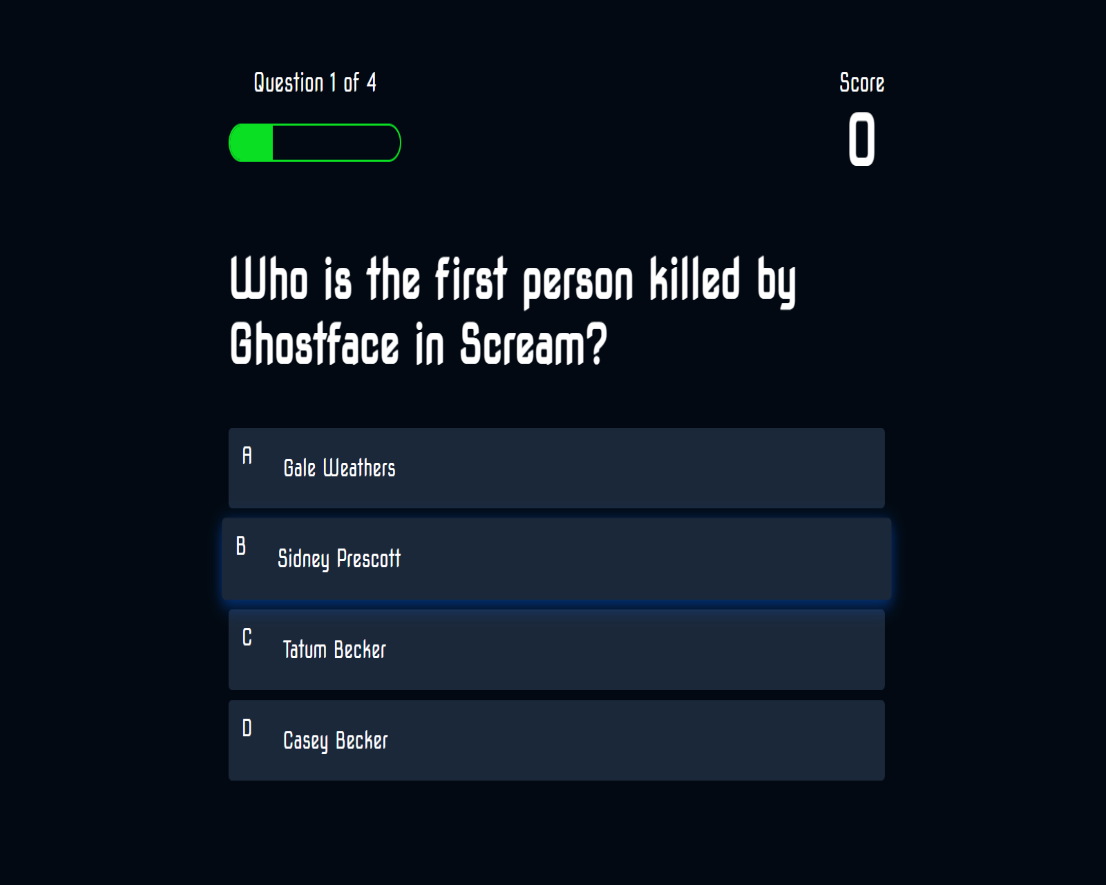 Question 1 of 4
Score
0
Who is the first person killed by
Ghostface in Scream?
A
Gale Weathers
B
Sidney Prescott
C
Tatum Becker
D
Casey Becker